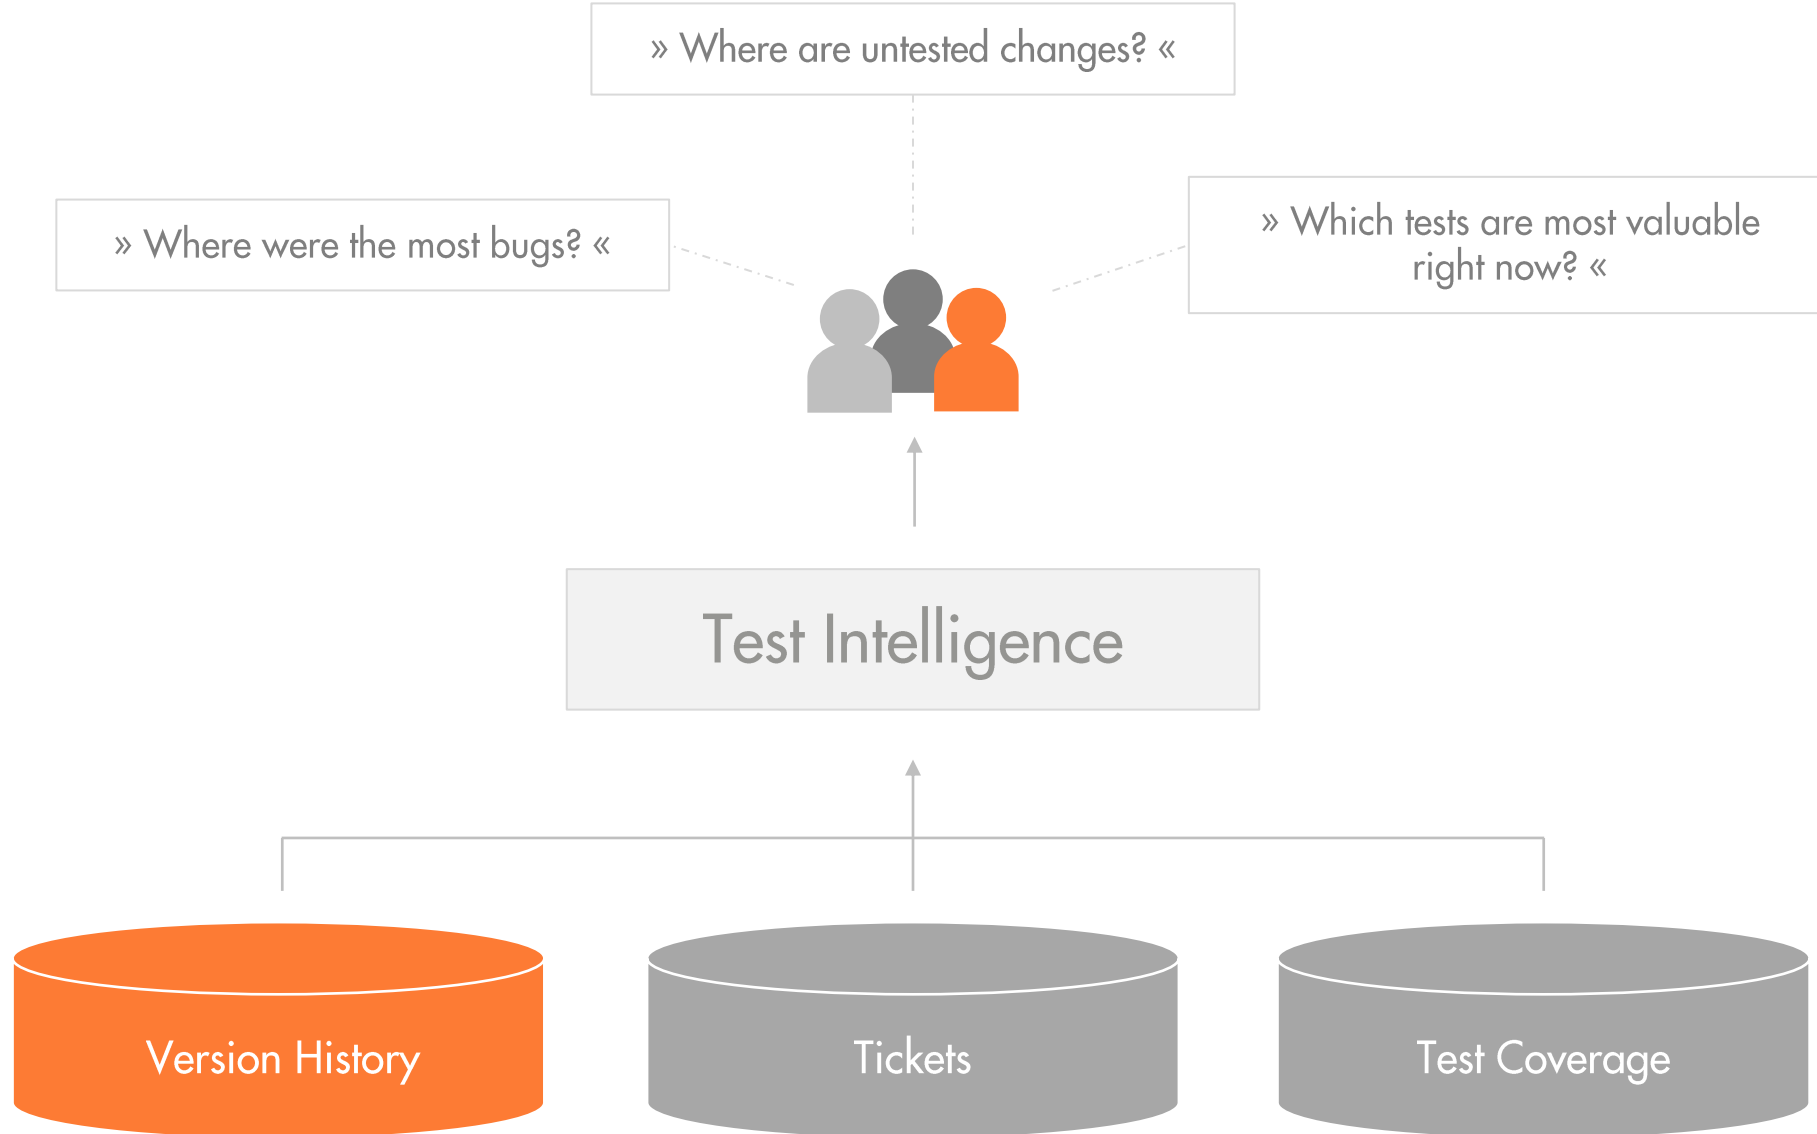 » Where are untested changes? «
» Where were the most bugs? «
» Which tests are most valuable
right now? «
Test Intelligence
Version History
Tickets
Test Coverage